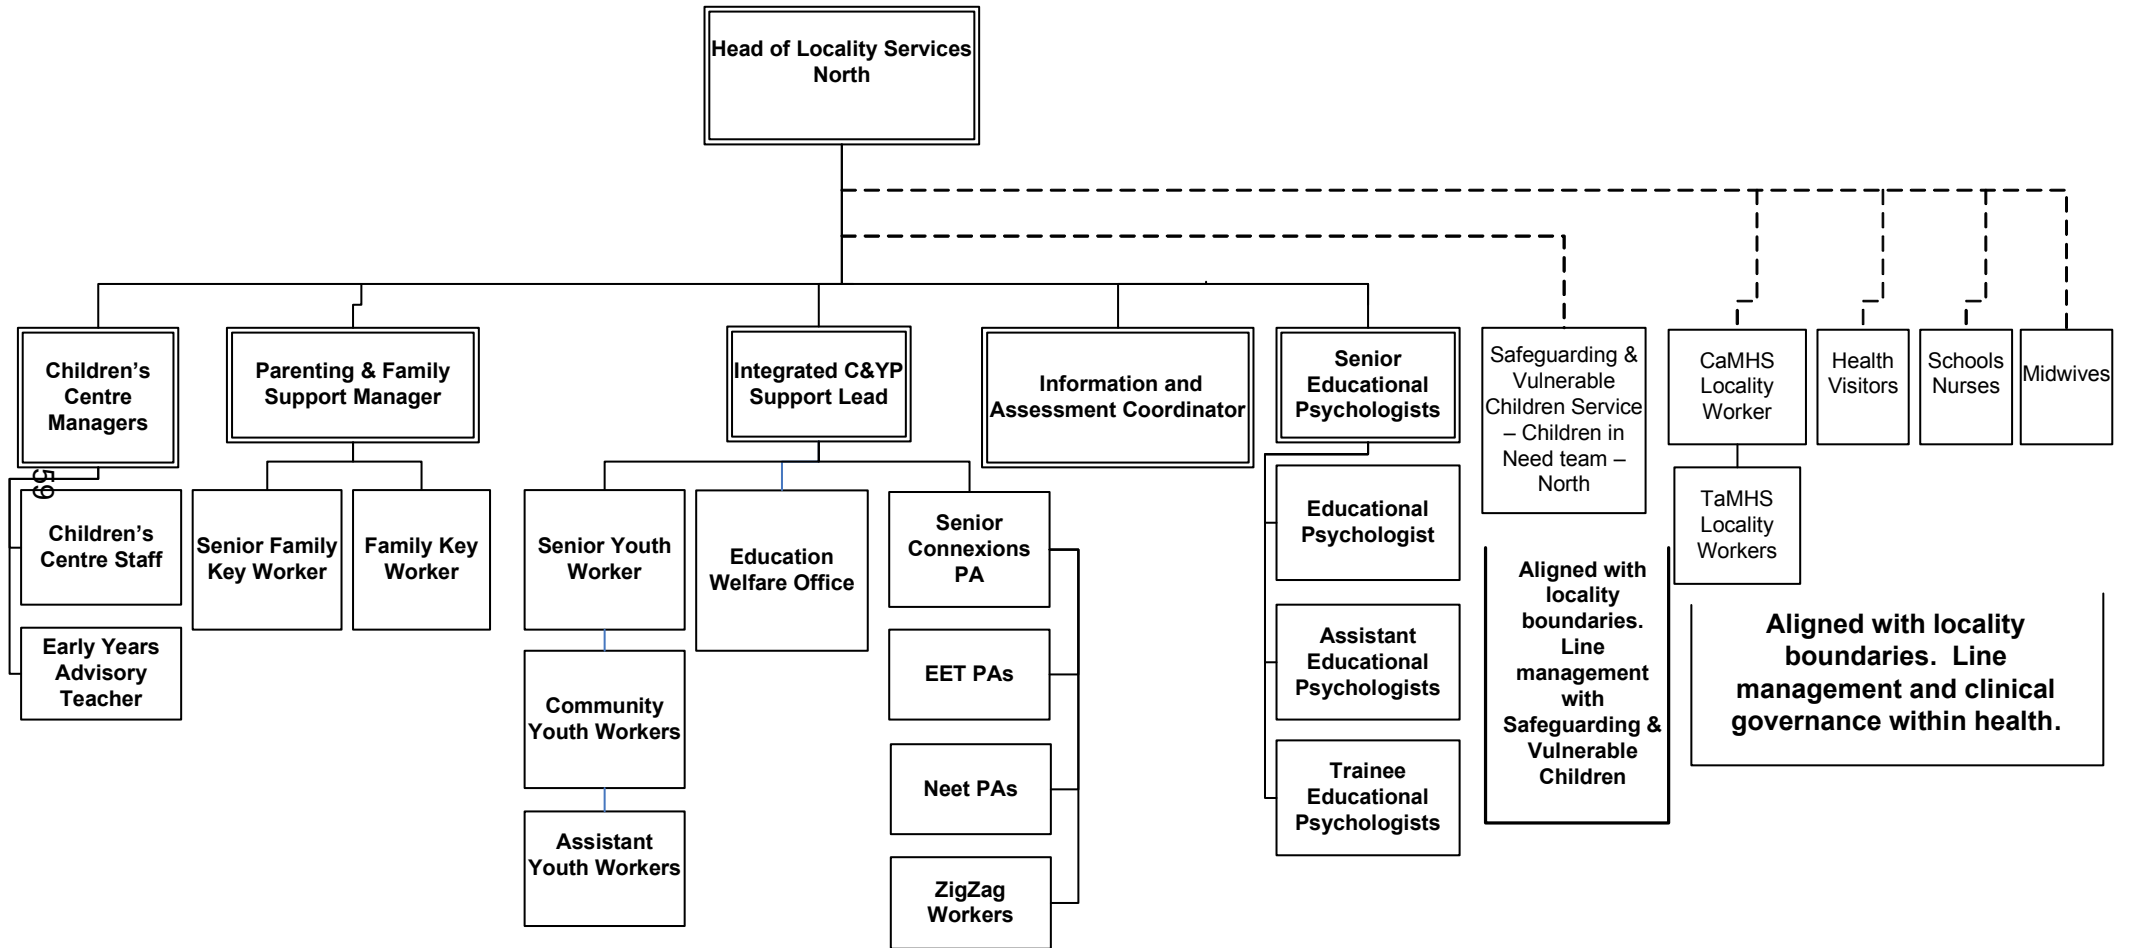 Head of Locality Services
North
Children's
Centre
Managers
Parenting & Family
Support Manager
Integrated C&YP
Support Lead
Information and
Assessment Coordinator
Senior
Educational
Psychologists
Safeguarding &
Vulnerable
Children Service
– Children in
Need team –
North
CaMHS
Locality
Worker
Health
Visitors
Schools
Nurses
Midwives
59
Children's
Centre Staff
Early Years
Advisory
Teacher
Senior Family
Key Worker
Family Key
Worker
Senior Youth
Worker
Community
Youth Workers
Assistant
Youth Workers
Education
Welfare Office
Senior
Connexions
PA
EET PAs
Neet PAs
ZigZag
Workers
Educational
Psychologist
Assistant
Educational
Psychologists
Trainee
Educational
Psychologists
Aligned with
locality
boundaries.
Line
management
with
Safeguarding &
Vulnerable
Children
TaMHS
Locality
Workers
Aligned with locality
boundaries.  Line
management and clinical
governance within health.